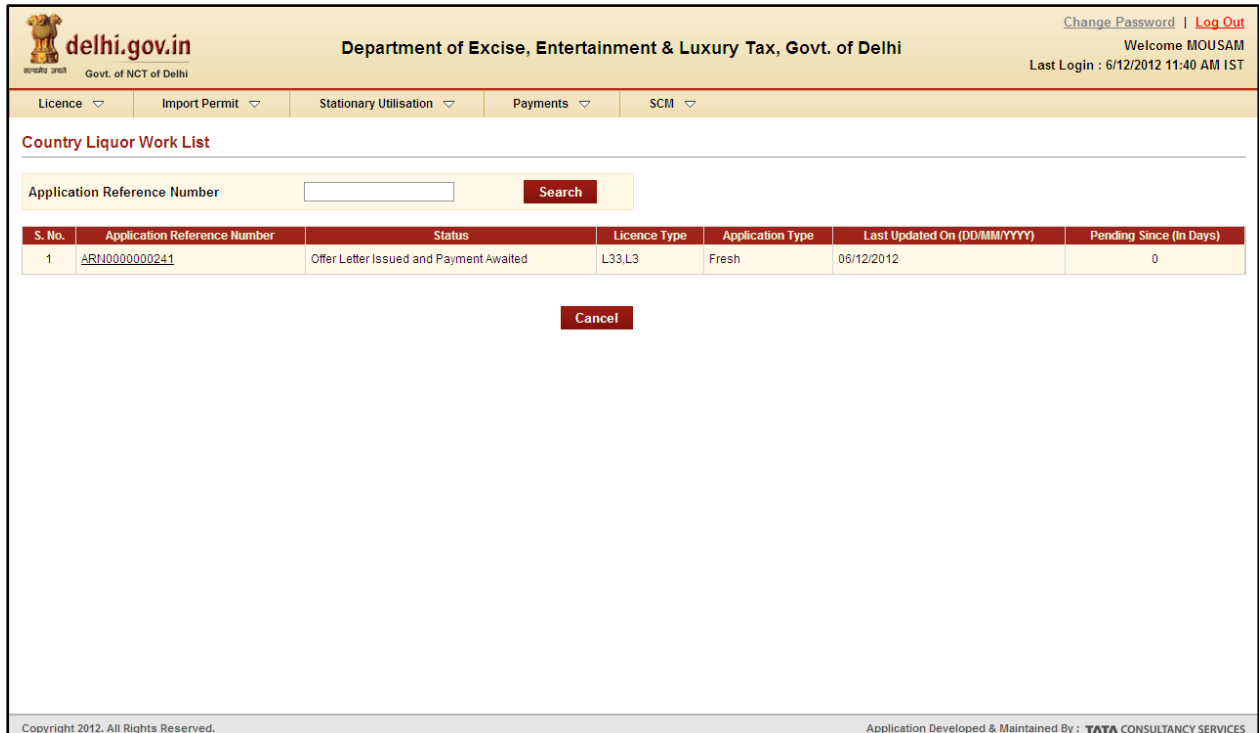 Change Password | Log Out
delhi.gov.in
Department of Excise, Entertainment & Luxury Tax, Govt. of Delhi
Welcome MOUSAM
Last Login : 6/12/2012 11:40 AM IST
सत्यमेव जयते
Govt. of NCT of Delhi
Licence Import Permit Stationary Utilisation Payments SCM
Country Liquor Work List
Application Reference Number Search
S. No. Application Reference Number Status Licence Type Application Type Last Updated On (DD/MM/YYYY) Pending Since (In Days)
1 ARN0000000241 Offer Letter Issued and Payment Awaited L33,L3 Fresh 06/12/2012 0
Cancel
Copyright 2012. All Rights Reserved. Application Developed & Maintained By : TATA CONSULTANCY SERVICES